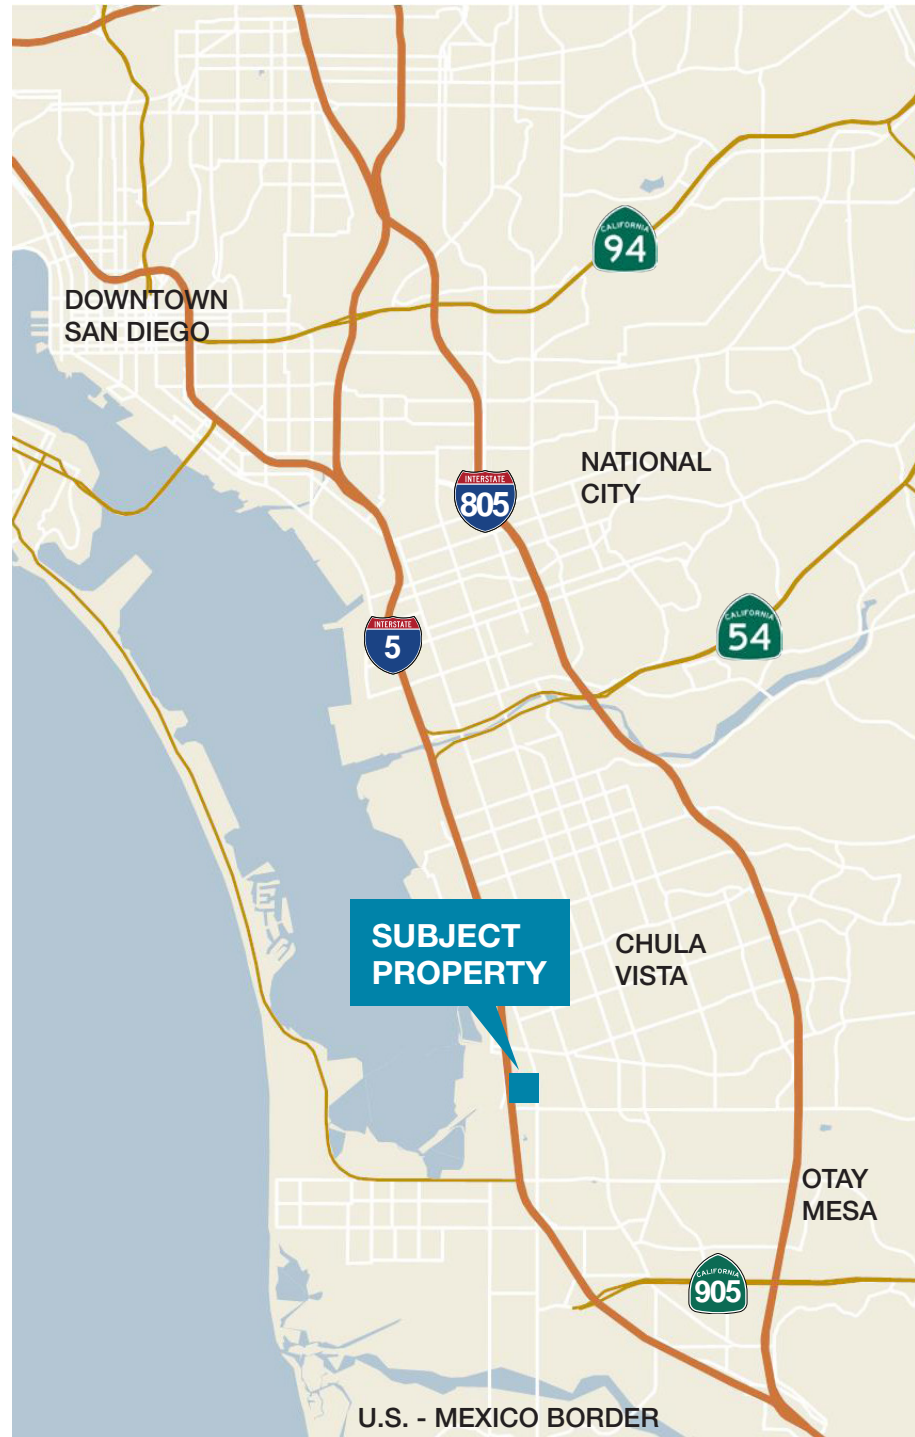 CALIFORNIA
94
DOWNTOWN
SAN DIEGO
NATIONAL
CITY
INTERSTATE
805
CALIFORNIA
54
INTERSTATE
5
SUBJECT
PROPERTY
CHULA
VISTA
OTAY
MESA
CALIFORNIA
905
U.S. - MEXICO BORDER